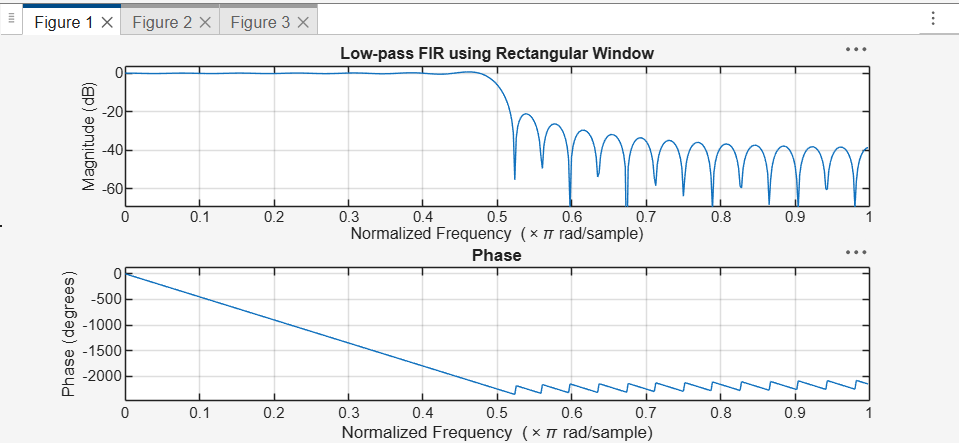 Figure 1 × Figure 2 × Figure 3 ×
Low-pass FIR using Rectangular Window
Magnitude (dB)
0
-20
-40
-60
0 0.1 0.2 0.3 0.4 0.5 0.6 0.7 0.8 0.9 1
Normalized Frequency (× π rad/sample)
Phase
Phase (degrees)
0
-500
-1000
-1500
-2000
0 0.1 0.2 0.3 0.4 0.5 0.6 0.7 0.8 0.9 1
Normalized Frequency (× π rad/sample)